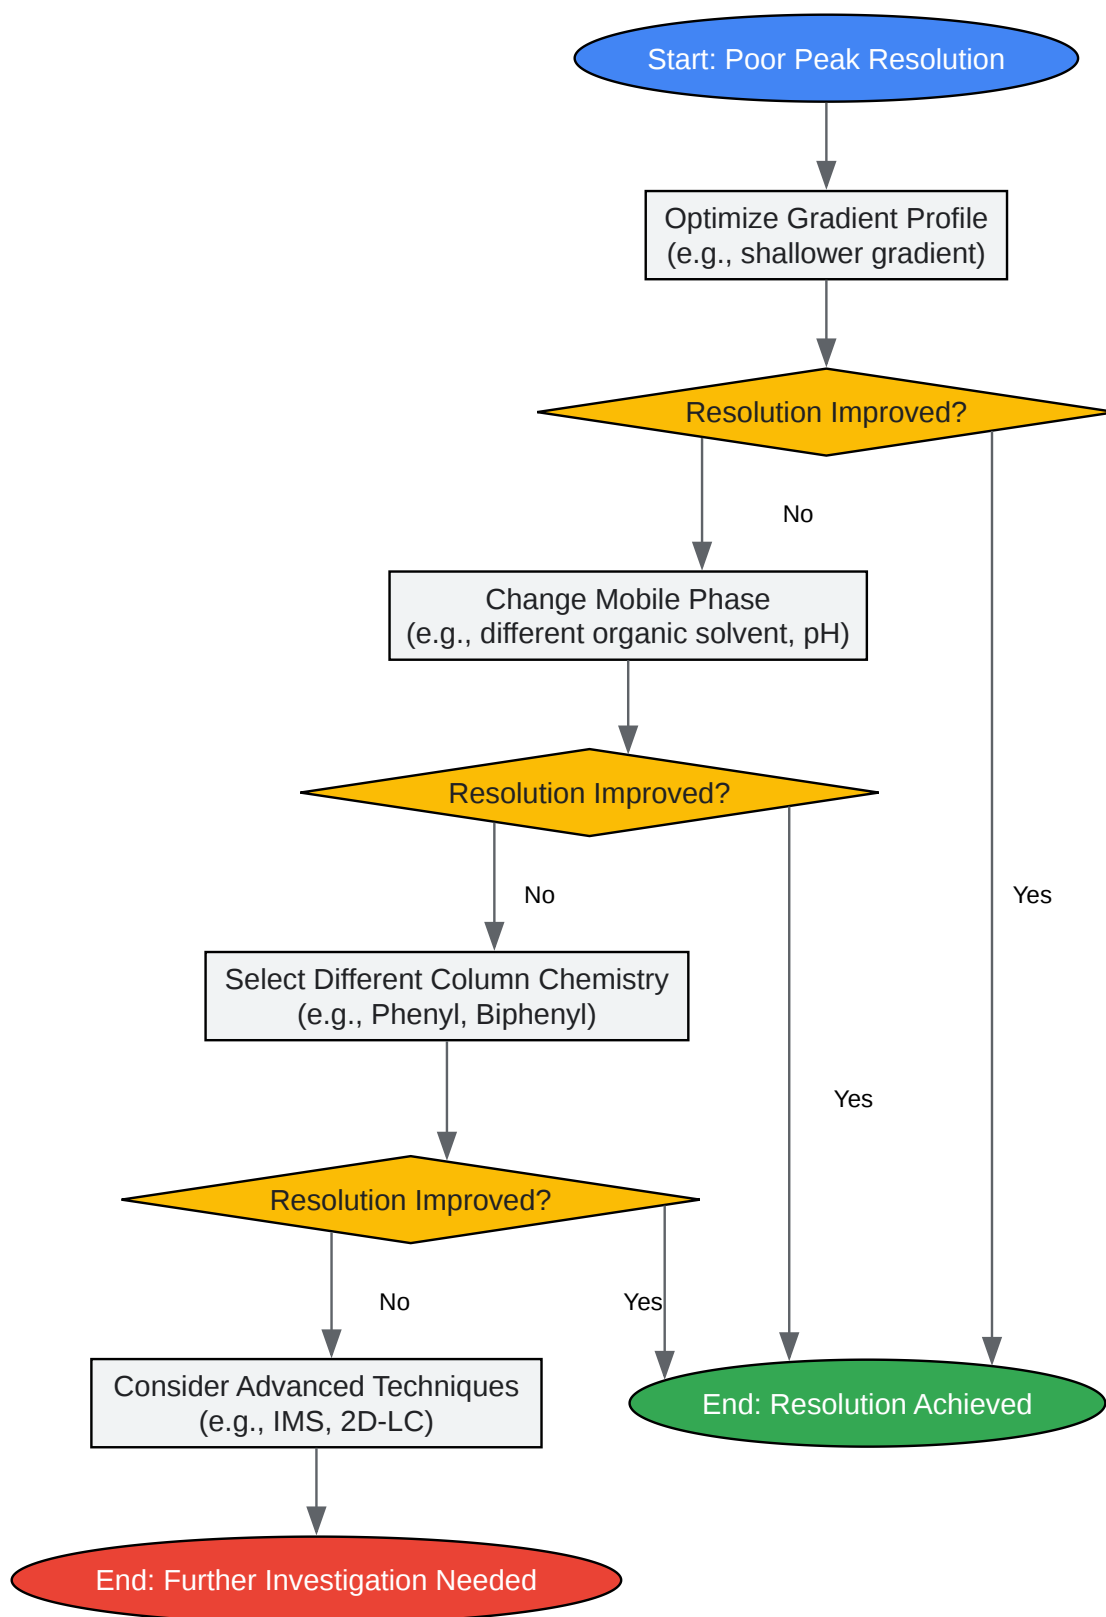 Start: Poor Peak Resolution
Optimize Gradient Profile
(e.g., shallower gradient)
Resolution Improved?
No
Change Mobile Phase
(e.g., different organic solvent, pH)
Resolution Improved?
No
Yes
Select Different Column Chemistry
(e.g., Phenyl, Biphenyl)
Yes
Resolution Improved?
No
Yes
Consider Advanced Techniques
(e.g., IMS, 2D-LC)
End: Resolution Achieved
End: Further Investigation Needed